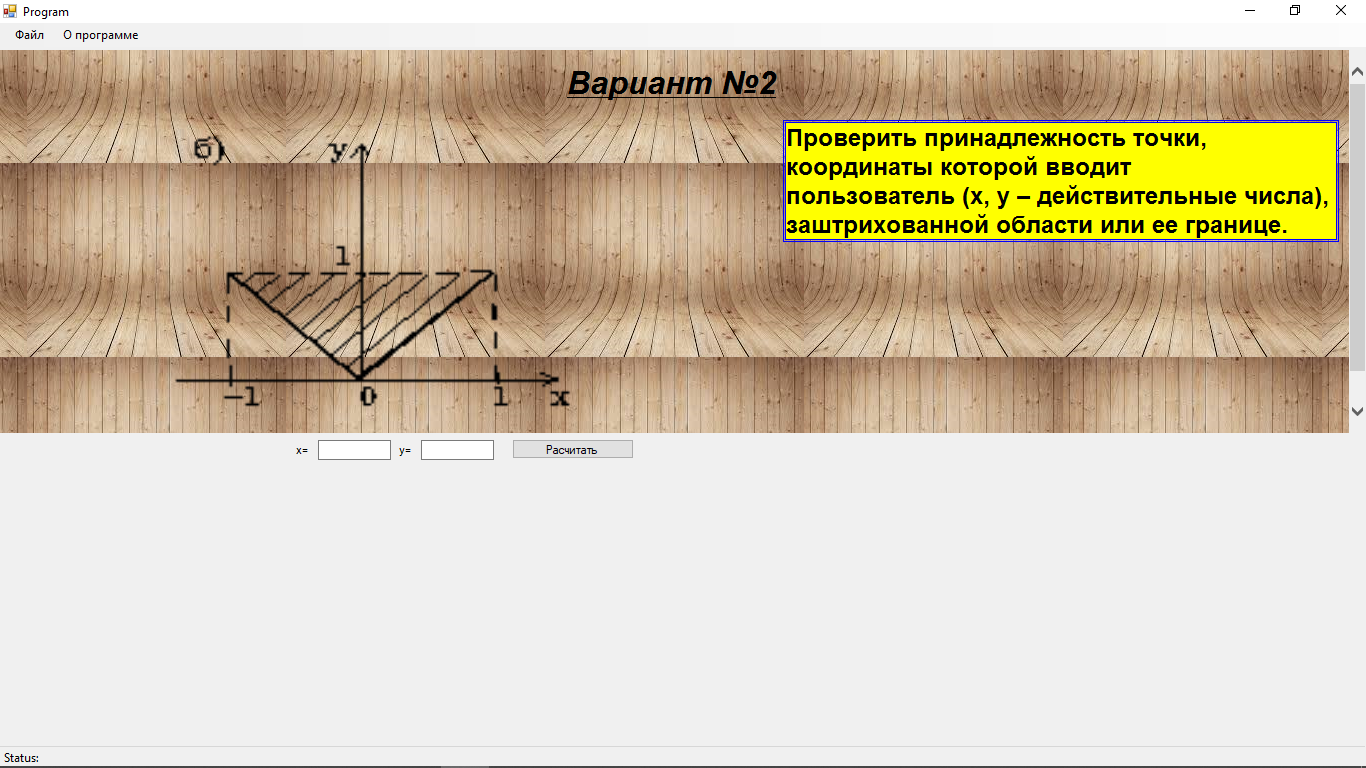 Program
Файл О программе
Вариант №2
Проверить принадлежность точки,
координаты которой вводит
пользователь (x, y – действительные числа),
заштрихованной области или ее границе.
б) y
1
-1 0 1 x
x= y= Расчитать
Status: